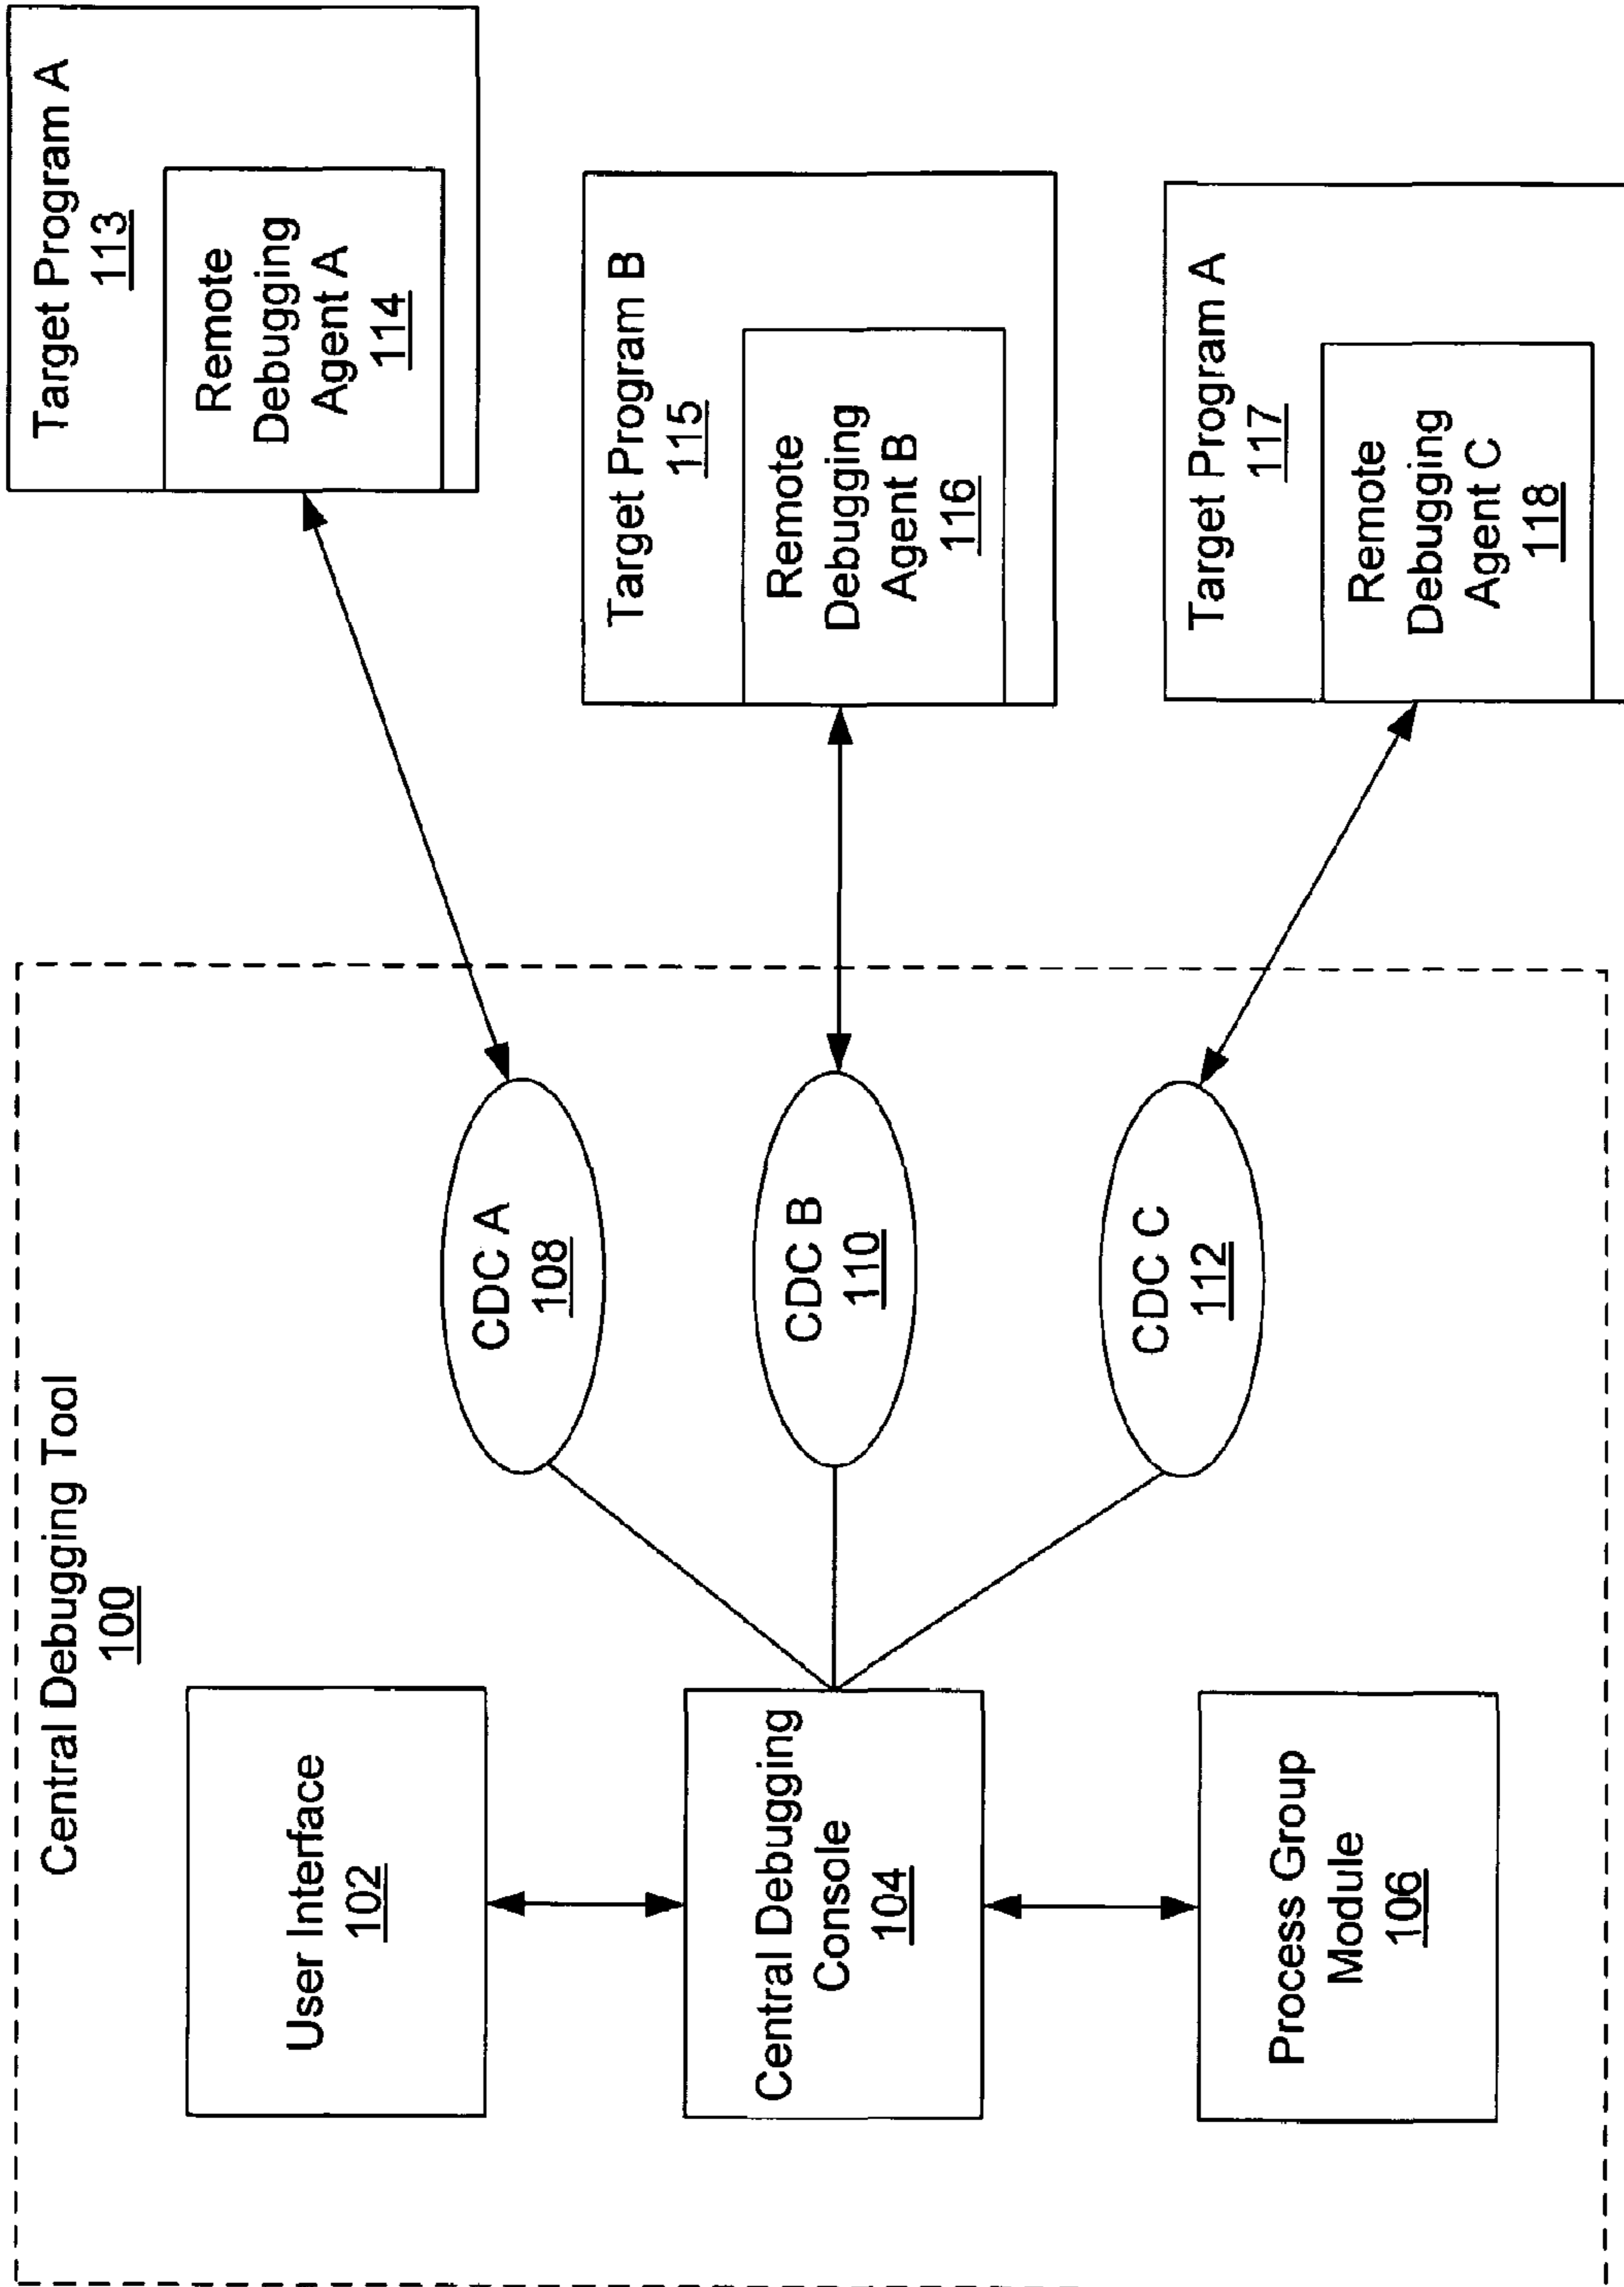 Central Debugging Tool
100
User Interface
102
Central Debugging
Console
104
Process Group
Module
106
CDC A
108
CDC B
110
CDC C
112
Target Program A
113
Remote
Debugging
Agent A
114
Target Program B
115
Remote
Debugging
Agent B
116
Target Program A
117
Remote
Debugging
Agent C
118